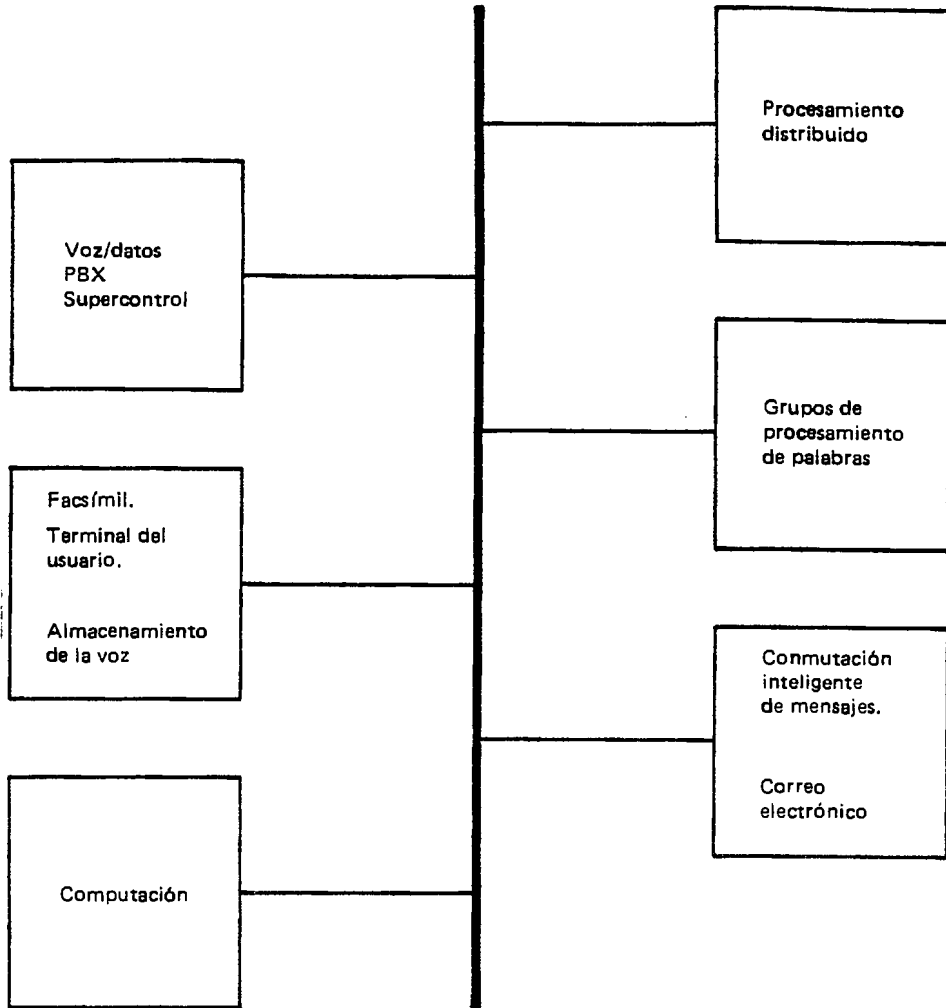 Procesamiento
distribuido
Voz/datos
PBX
Supercontrol
Grupos de
procesamiento
de palabras
Facsímil.
Terminal del
usuario.
Almacenamiento
de la voz
Conmutación
inteligente
de mensajes.
Correo
electrónico
Computación